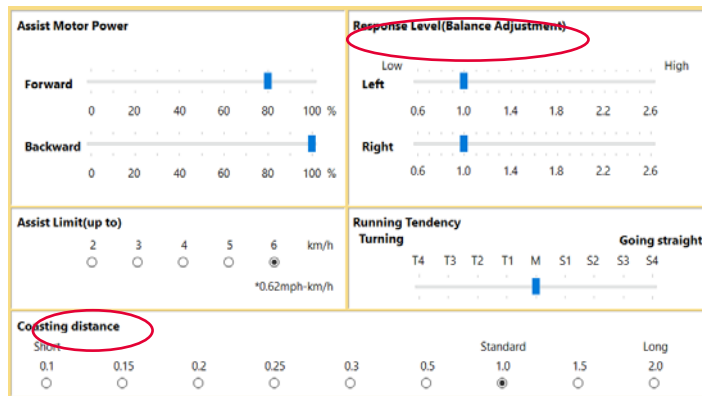 Assist Motor Power
Forward
0 20 40 60 80 100 %
Backward
0 20 40 60 80 100 %
Response Level(Balance Adjustment)
Low High
Left
0.6 1.0 1.4 1.8 2.2 2.6
Right
0.6 1.0 1.4 1.8 2.2 2.6
Assist Limit(up to)
2 3 4 5 6 km/h
*0.62mph-km/h
Running Tendency
Turning Going straight
T4 T3 T2 T1 M S1 S2 S3 S4
Coasting distance
Short Standard Long
0.1 0.15 0.2 0.25 0.3 0.5 1.0 1.5 2.0